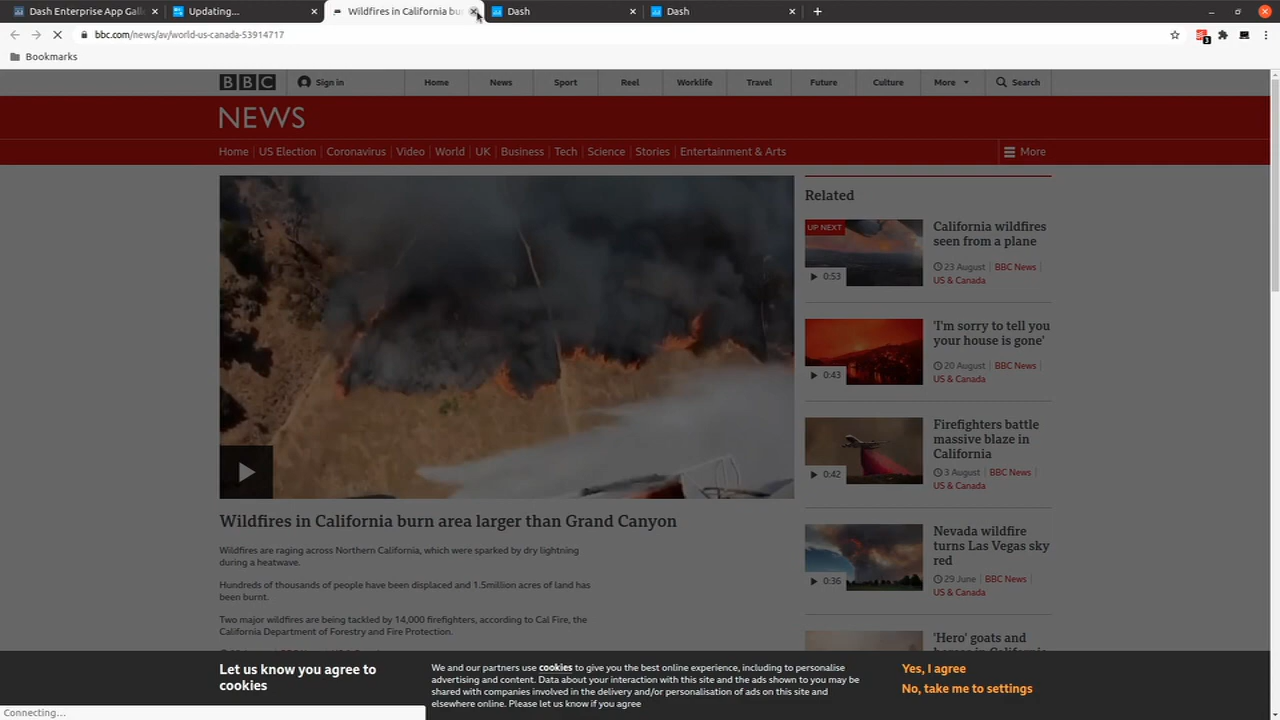 Dash Enterprise App Gall
Updating...
Wildfires in California bur
Dash
Dash
bbc.com/news/av/world-us-canada-53914717
3
Bookmarks
BBC
Sign in
Home
News
Sport
Reel
Worklife
Travel
Future
Culture
More
Search
NEWS
Home
US Election
Coronavirus
Video
World
UK
Business
Tech
Science
Stories
Entertainment & Arts
More
Related
UP NEXT
0:53
California wildfires
seen from a plane
23 August
BBC News
US & Canada
0:43
'I'm sorry to tell you
your house is gone'
20 August
BBC News
US & Canada
0:42
Firefighters battle
massive blaze in
California
3 August
BBC News
US & Canada
0:36
Nevada wildfire
turns Las Vegas sky
red
29 June
BBC News
US & Canada
'Hero' goats and
Wildfires in California burn area larger than Grand Canyon
Wildfires are raging across Northern California, which were sparked by dry lightning
during a heatwave.
Hundreds of thousands of people have been displaced and 1.5million acres of land has
been burnt.
Two major wildfires are being tackled by 14,000 firefighters, according to Cal Fire, the
California Department of Forestry and Fire Protection.
Let us know you agree to
cookies
We and our partners use cookies to give you the best online experience, including to personalise
advertising and content. Data about your interaction with this site and the ads shown to you may be
shared with companies involved in the delivery and/or personalisation of ads on this site and
elsewhere online. Please let us know if you agree
Yes, I agree
No, take me to settings
Connecting...